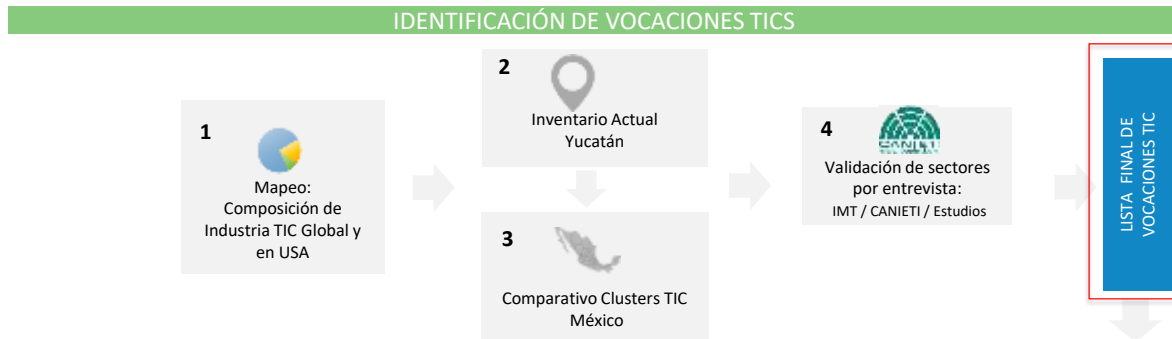 IDENTIFICACIÓN DE VOCACIONES TICS
1
Mapeo:
Composición de
Industria TIC Global y
en USA
2
Inventario Actual
Yucatán
3
Comparativo Clusters TIC
México
4
CANIETI
Validación de sectores
por entrevista:
IMT / CANIETI / Estudios
LISTA FINAL DE
VOCACIONES TIC